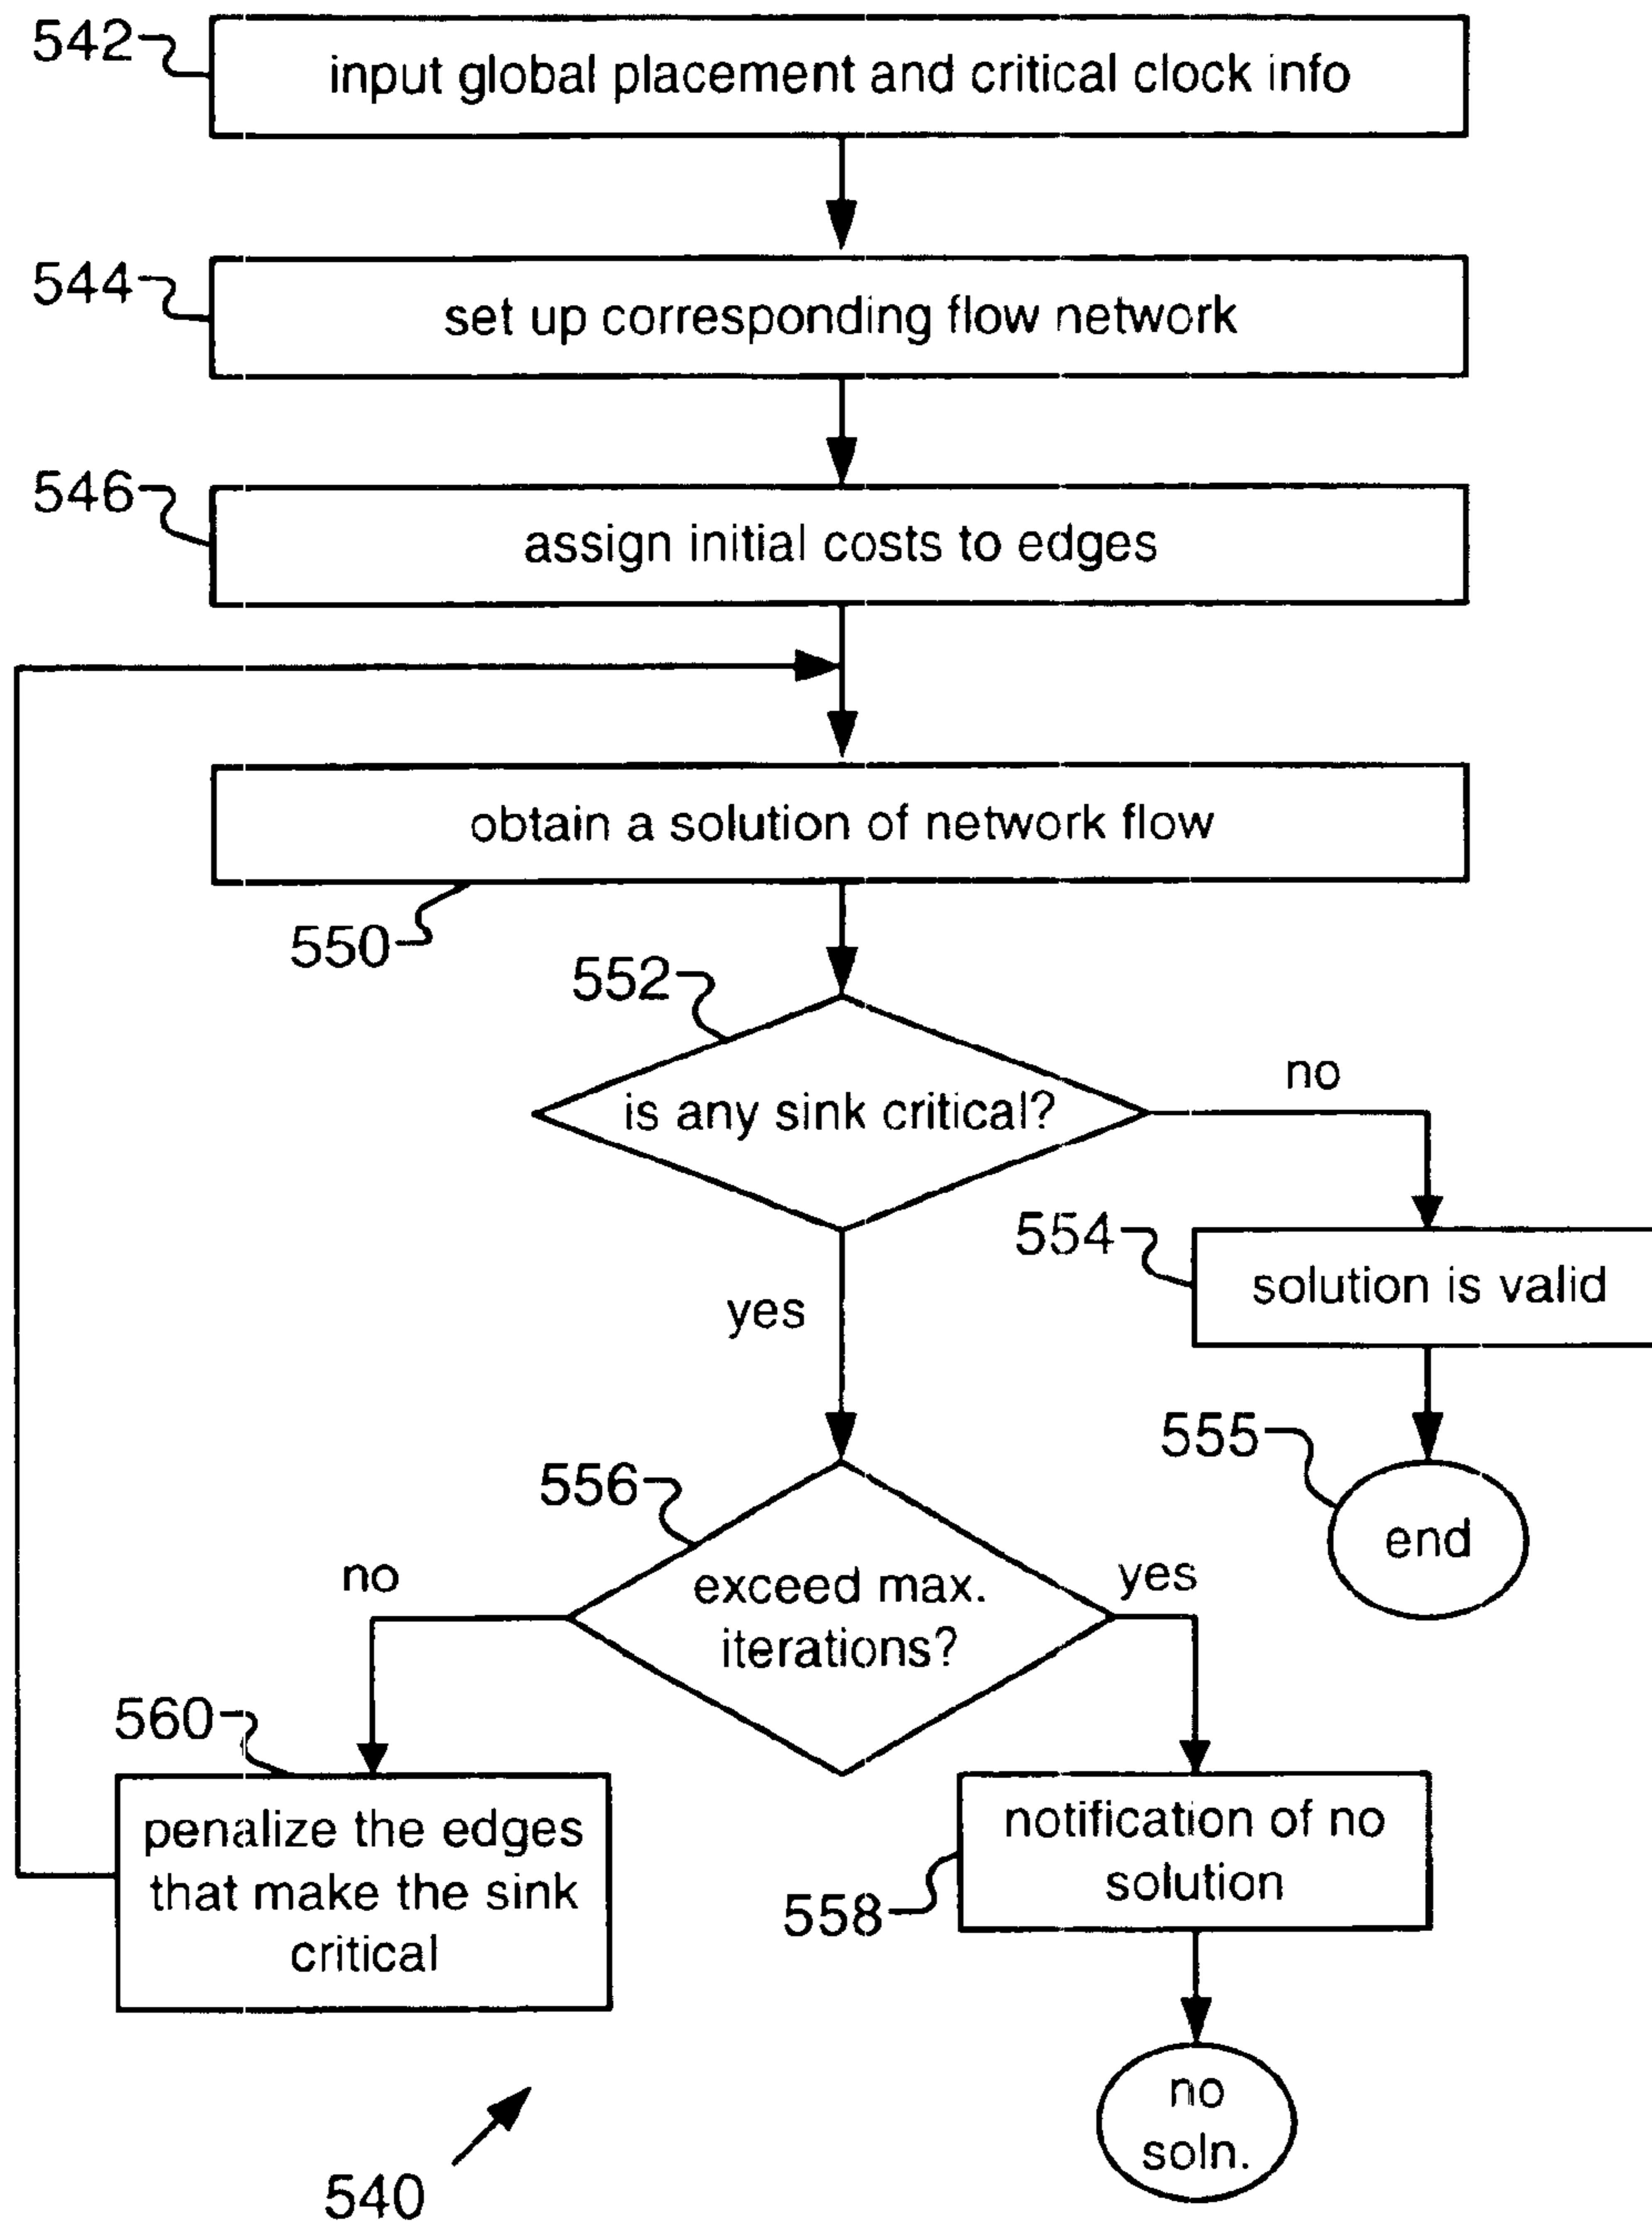 542
input global placement and critical clock info
544
set up corresponding flow network
546
assign initial costs to edges
obtain a solution of network flow
550
552
is any sink critical?
no
yes
554
solution is valid
555
end
556
exceed max.
iterations?
no
yes
560
penalize the edges
that make the sink
critical
notification of no
solution
558
no
soln.
540